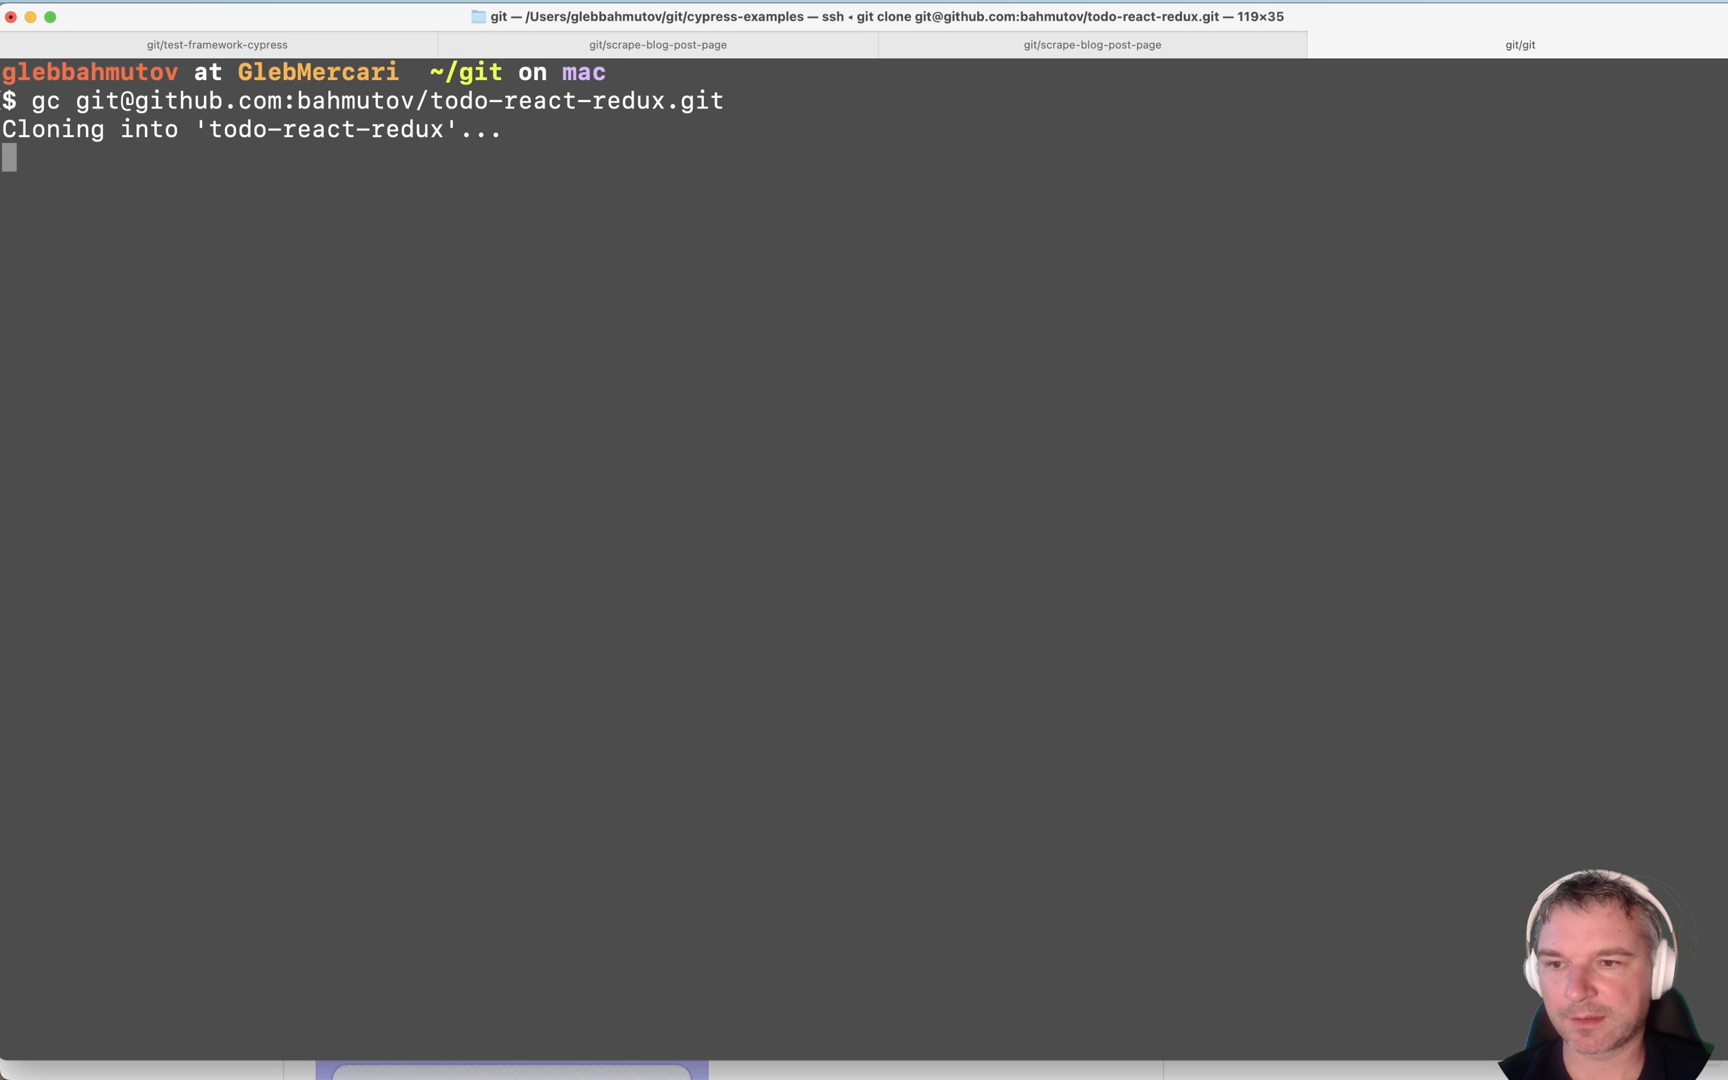 git — /Users/glebbahmutov/git/cypress-examples — ssh ◂ git clone git@github.com:bahmutov/todo-react-redux.git — 119×35
git/test-framework-cypress git/scrape-blog-post-page git/scrape-blog-post-page git/git
glebbahmutov at GlebMercari ~/git on mac
$ gc git@github.com:bahmutov/todo-react-redux.git
Cloning into 'todo-react-redux'...